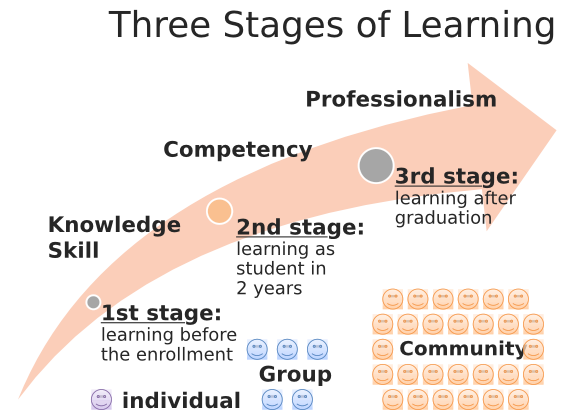 Three Stages of Learning
Professionalism
Competency
3rd stage:
learning after
graduation
Knowledge
Skill
2nd stage:
learning as
student in
2 years
1st stage:
learning before
the enrollment
Community
Group
individual